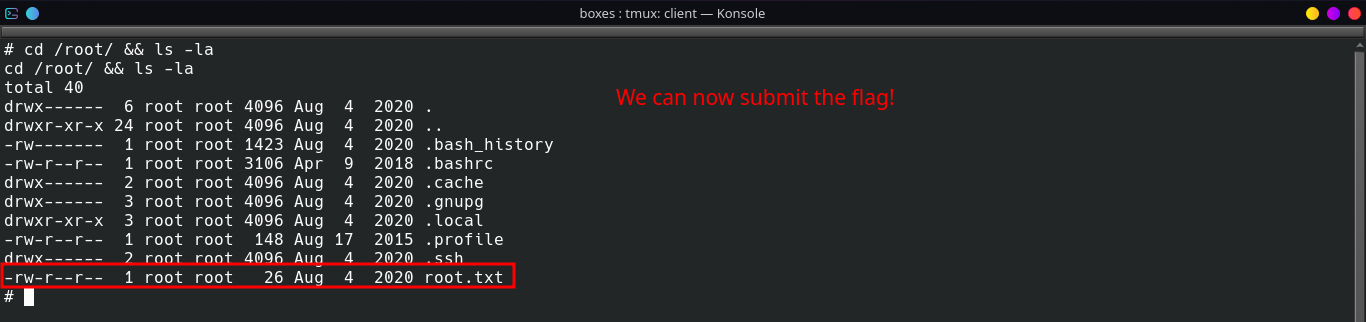 boxes : tmux: client — Konsole
# cd /root/ && ls -la
cd /root/ && ls -la
total 40
We can now submit the flag!
drwx------  6 root root 4096 Aug  4  2020 .
drwxr-xr-x 24 root root 4096 Aug  4  2020 ..
-rw-------  1 root root 1423 Aug  4  2020 .bash_history
-rw-r--r--  1 root root 3106 Apr  9  2018 .bashrc
drwx------  2 root root 4096 Aug  4  2020 .cache
drwx------  3 root root 4096 Aug  4  2020 .gnupg
drwxr-xr-x  3 root root 4096 Aug  4  2020 .local
-rw-r--r--  1 root root  148 Aug 17  2015 .profile
drwx------  2 root root 4096 Aug  4  2020 .ssh
-rw-r--r--  1 root root   26 Aug  4  2020 root.txt
#